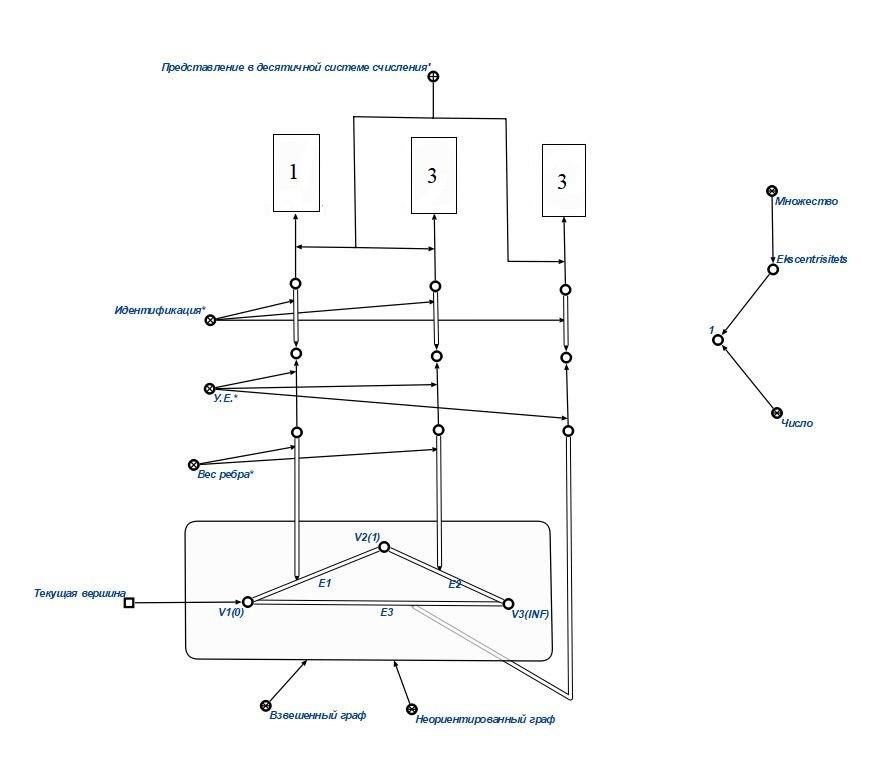 Представление в десятичной системе счисления'
1
3
3
Множество
Ekscentrisitets
Идентификация*
1
У.Е.*
Число
Вес ребра*
V2(1)
E1
E2
Текущая вершина
V1(0)
E3
V3(INF)
Взвешенный граф
Неориентированный граф